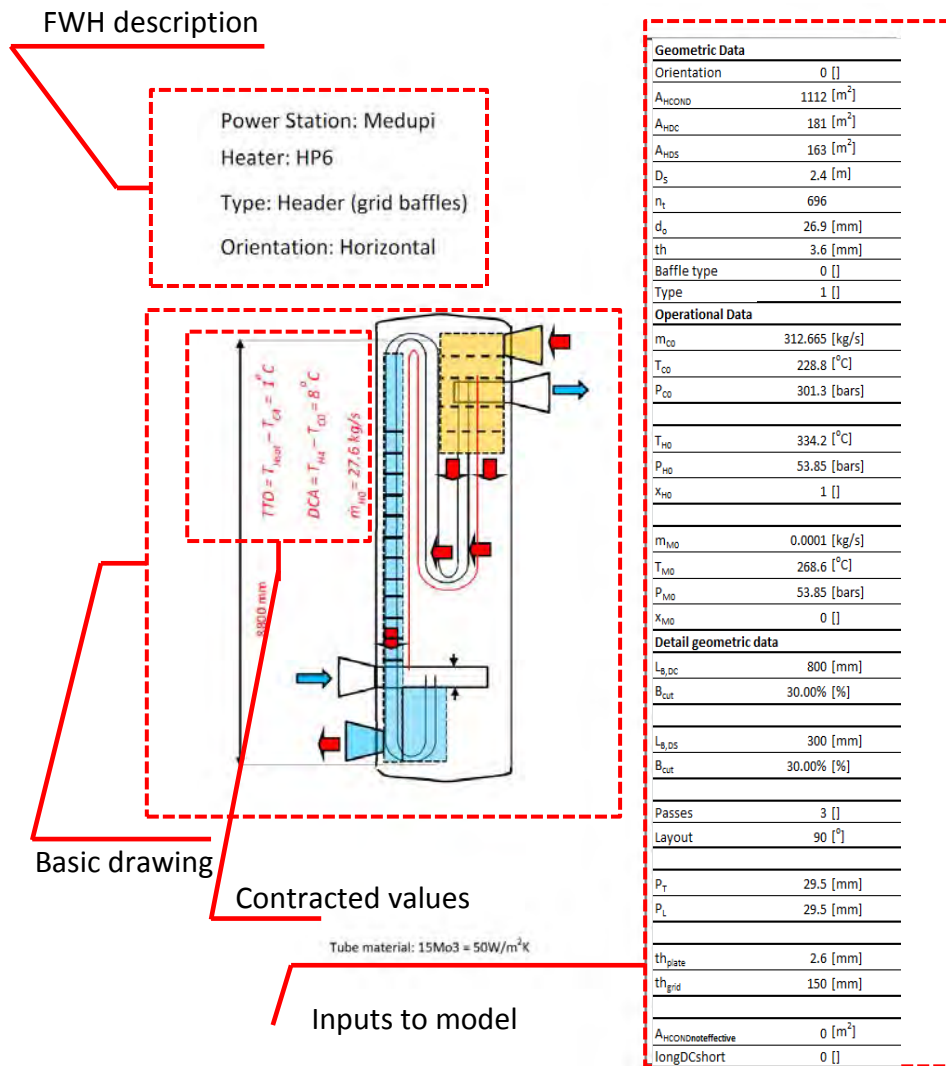 FWH description
Power Station: Medupi
Heater: HP6
Type: Header (grid baffles)
Orientation: Horizontal
TTD = T_Hsat - T_C4 = 1°C
DCA = T_H4 - T_C0 = 8°C
ṁ_H0 = 27.6 kg/s
8800 mm
Basic drawing
Contracted values
Tube material: 15Mo3 = 50W/m²K
Inputs to model
Geometric Data
Orientation 0 []
A_HCOND 1112 [m²]
A_HDC 181 [m²]
A_HDS 163 [m²]
D_S 2.4 [m]
n_t 696
d_o 26.9 [mm]
th 3.6 [mm]
Baffle type 0 []
Type 1 []
Operational Data
m_C0 312.665 [kg/s]
T_C0 228.8 [°C]
P_C0 301.3 [bars]
T_H0 334.2 [°C]
P_H0 53.85 [bars]
x_H0 1 []
m_M0 0.0001 [kg/s]
T_M0 268.6 [°C]
P_M0 53.85 [bars]
x_M0 0 []
Detail geometric data
L_B,DC 800 [mm]
B_cut 30.00% [%]
L_B,DS 300 [mm]
B_cut 30.00% [%]
Passes 3 []
Layout 90 [°]
P_T 29.5 [mm]
P_L 29.5 [mm]
th_plate 2.6 [mm]
th_grid 150 [mm]
A_HCONDnoteffective 0 [m²]
longDCshort 0 []